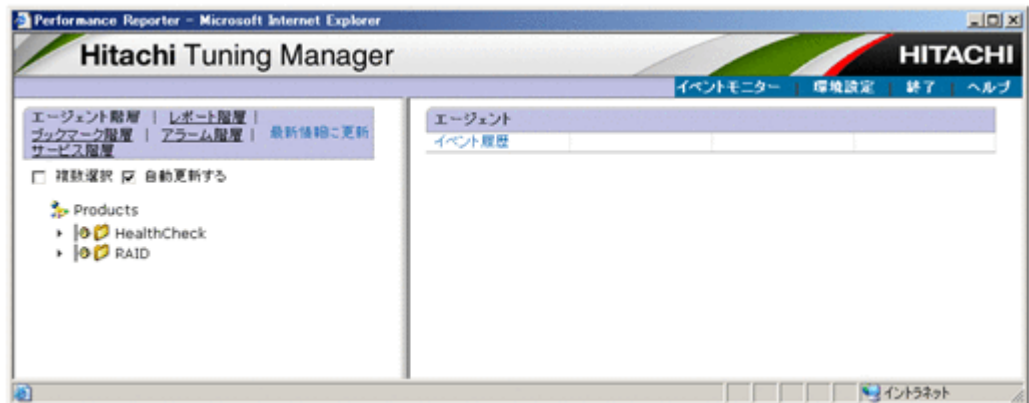 Performance Reporter - Microsoft Internet Explorer
Hitachi Tuning Manager
HITACHI
イベントモニター | 環境設定 | 終了 | ヘルプ
エージェント階層 | レポート階層 |
ブックマーク階層 | アラーム階層 | 最新情報に更新
サービス階層
複数選択 自動更新する
Products
HealthCheck
RAID
エージェント
イベント履歴
イントラネット